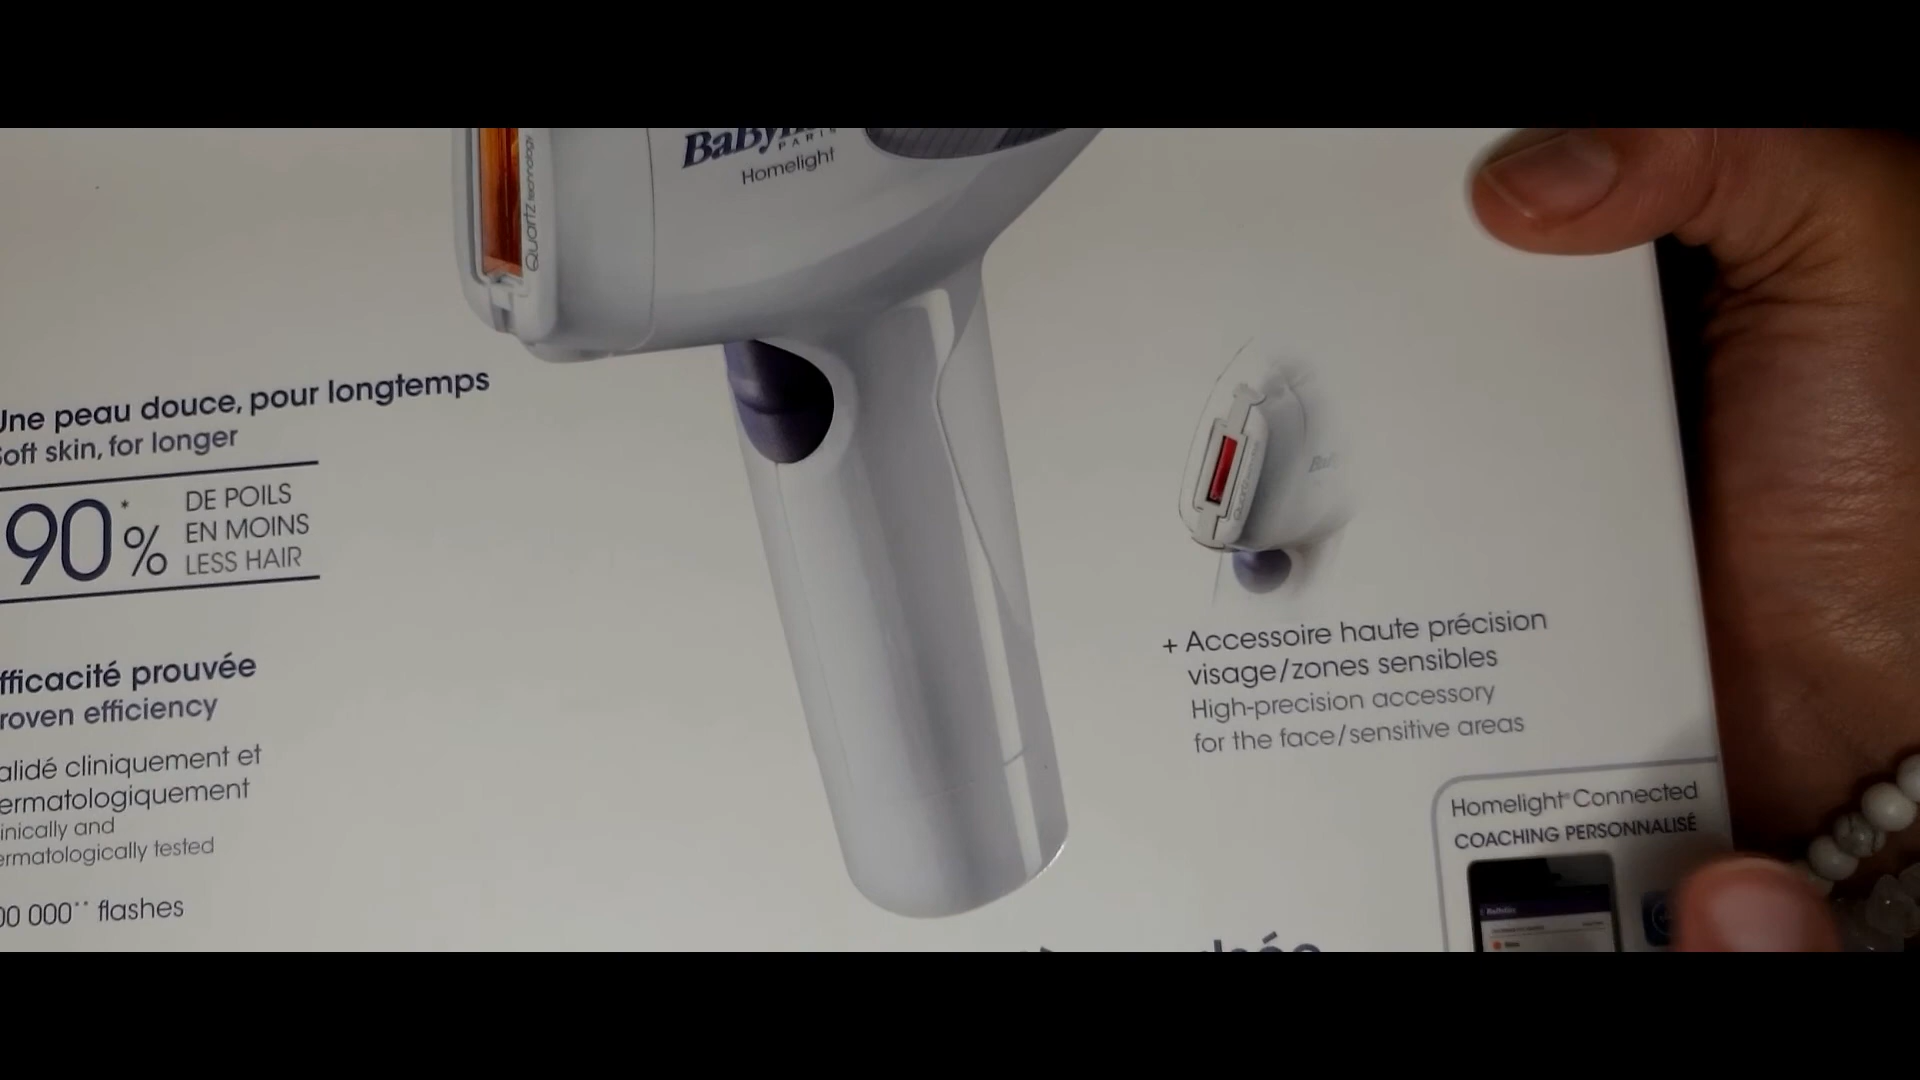 PARIS
Homelight
Quartz technology
Une peau douce, pour longtemps
Soft skin, for longer
90*%
DE POILS
EN MOINS
LESS HAIR
fficacité prouvée
roven efficiency
alidé cliniquement et
ermatologiquement
inically and
ermatologically tested
00 000** flashes
+ Accessoire haute précision
visage/zones sensibles
High-precision accessory
for the face/sensitive areas
Homelight® Connected
COACHING PERSONNALISÉ